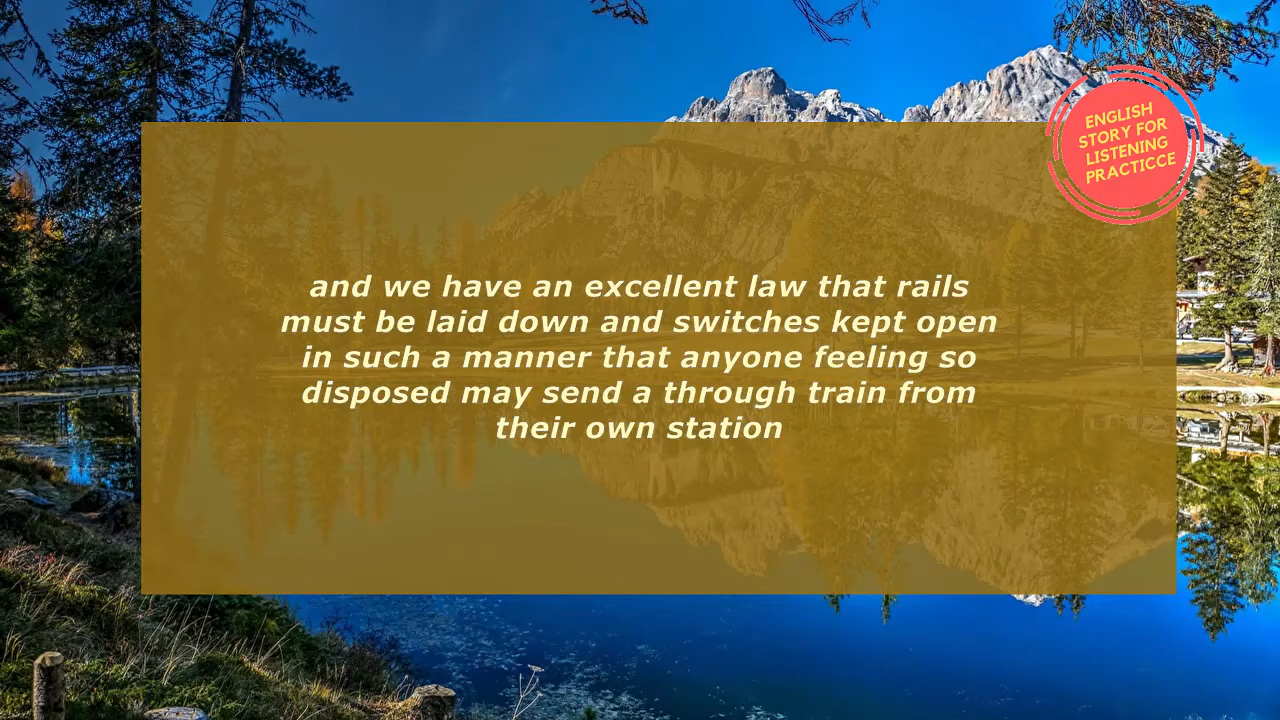 ENGLISH
STORY FOR
LISTENING
PRACTICCE
and we have an excellent law that rails
must be laid down and switches kept open
in such a manner that anyone feeling so
disposed may send a through train from
their own station